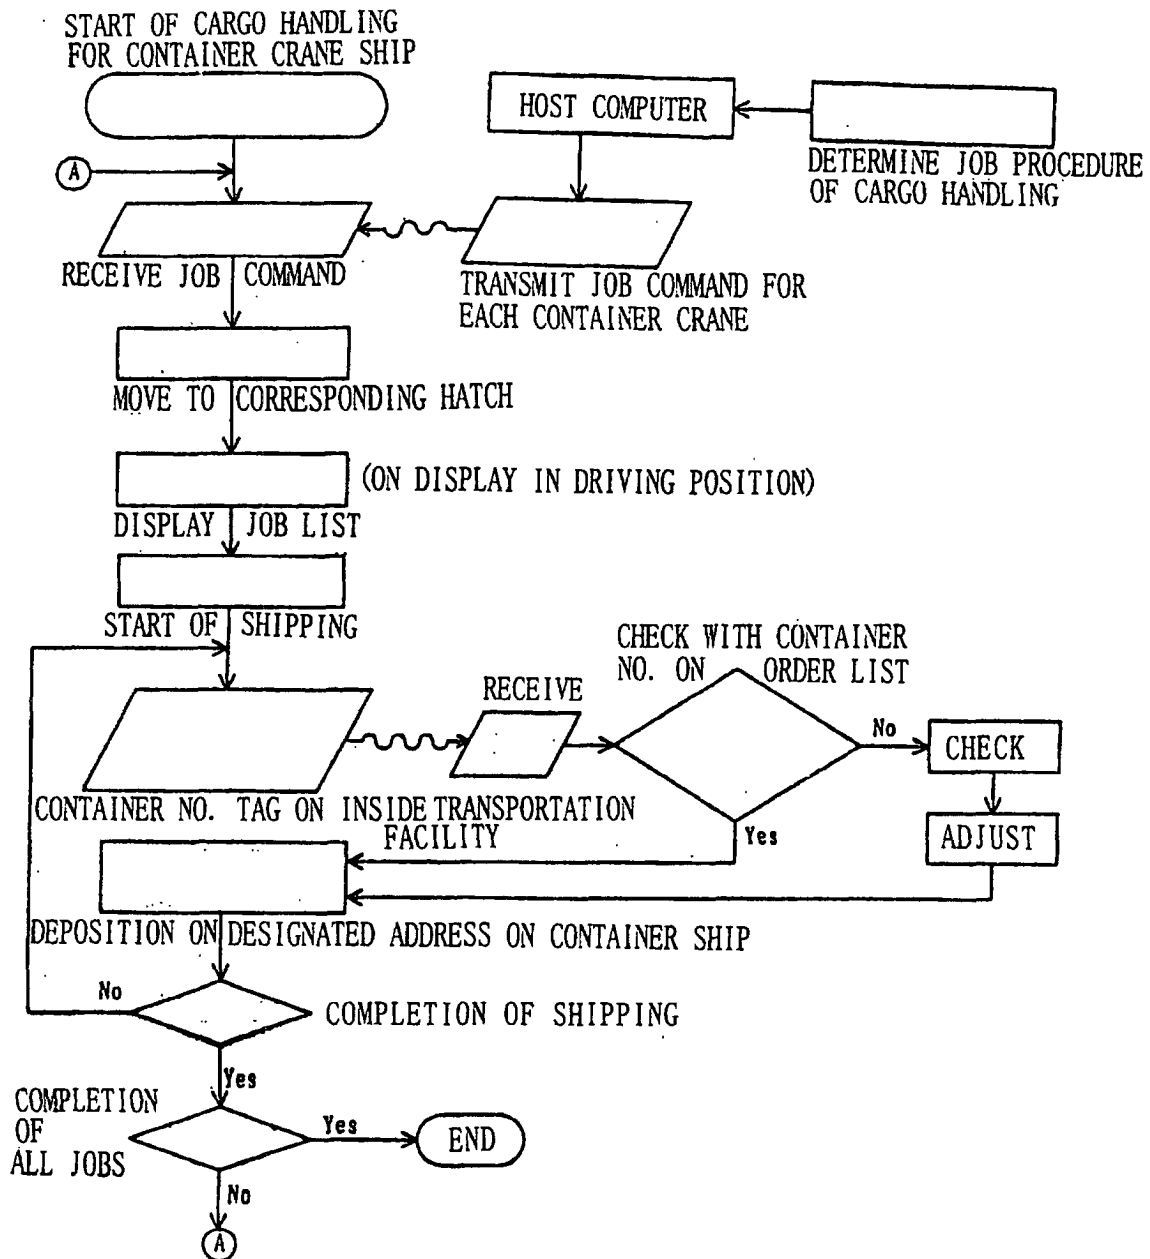 START OF CARGO HANDLING
FOR CONTAINER CRANE SHIP
HOST COMPUTER
DETERMINE JOB PROCEDURE
OF CARGO HANDLING
A
RECEIVE JOB COMMAND
TRANSMIT JOB COMMAND FOR
EACH CONTAINER CRANE
MOVE TO CORRESPONDING HATCH
(ON DISPLAY IN DRIVING POSITION)
DISPLAY JOB LIST
START OF SHIPPING
CHECK WITH CONTAINER
NO. ON ORDER LIST
RECEIVE
No
CHECK
CONTAINER NO. TAG ON INSIDE TRANSPORTATION
FACILITY
Yes
ADJUST
DEPOSITION ON DESIGNATED ADDRESS ON CONTAINER SHIP
No
COMPLETION OF SHIPPING
Yes
COMPLETION
OF
ALL JOBS
Yes
END
No
A